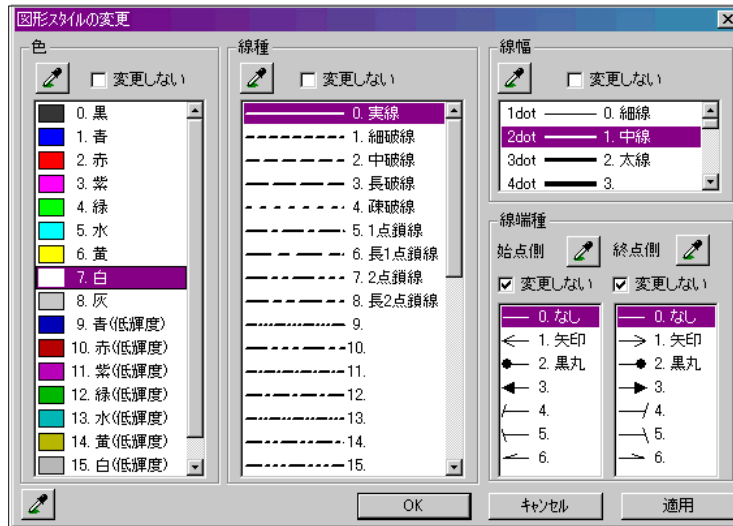 図形スタイルの変更
色
変更しない
0. 黒
1. 青
2. 赤
3. 紫
4. 緑
5. 水
6. 黄
7. 白
8. 灰
9. 青(低輝度)
10. 赤(低輝度)
11. 紫(低輝度)
12. 緑(低輝度)
13. 水(低輝度)
14. 黄(低輝度)
15. 白(低輝度)
線種
変更しない
0. 実線
1. 細破線
2. 中破線
3. 長破線
4. 疎破線
5. 1点鎖線
6. 長1点鎖線
7. 2点鎖線
8. 長2点鎖線
9.
10.
11.
12.
13.
14.
15.
線幅
変更しない
1dot 0. 細線
2dot 1. 中線
3dot 2. 太線
4dot 3.
線端種
始点側
変更しない
0. なし
1. 矢印
2. 黒丸
3.
4.
5.
6.
終点側
変更しない
0. なし
1. 矢印
2. 黒丸
3.
4.
5.
6.
OK
キャンセル
適用